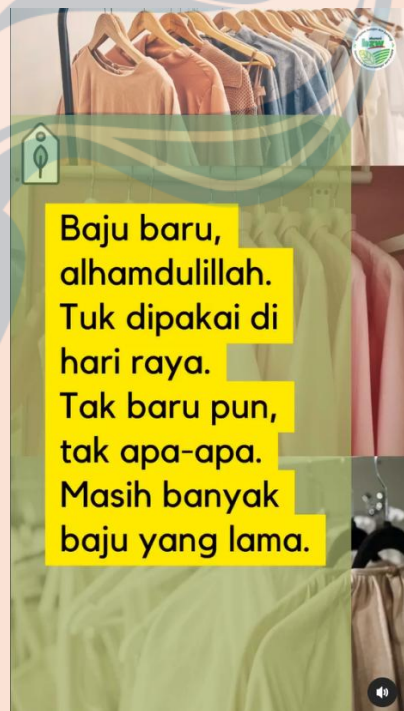 Baju baru,
alhamdulillah.
Tuk dipakai di
hari raya.
Tak baru pun,
tak apa-apa.
Masih banyak
baju yang lama.